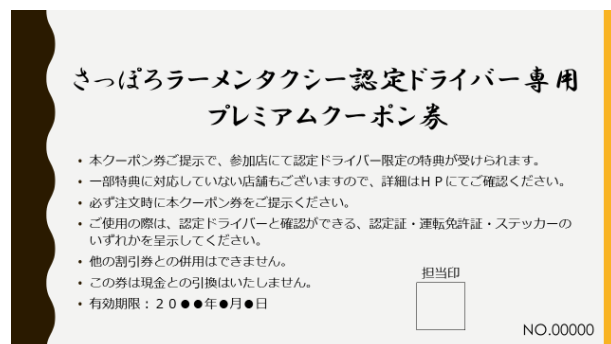 さっぽろラーメンタクシー認定ドライバー専用
プレミアムクーポン券
• 本クーポン券ご提示で、参加店にて認定ドライバー限定の特典が受けられます。
• 一部特典に対応していない店舗もございますので、詳細はＨＰにてご確認ください。
• 必ず注文時に本クーポン券をご提示ください。
• ご使用の際は、認定ドライバーと確認ができる、認定証・運転免許証・ステッカーの
いずれかを呈示してください。
• 他の割引券との併用はできません。
• この券は現金との引換はいたしません。
• 有効期限：２０●●年●月●日
担当印
NO.00000